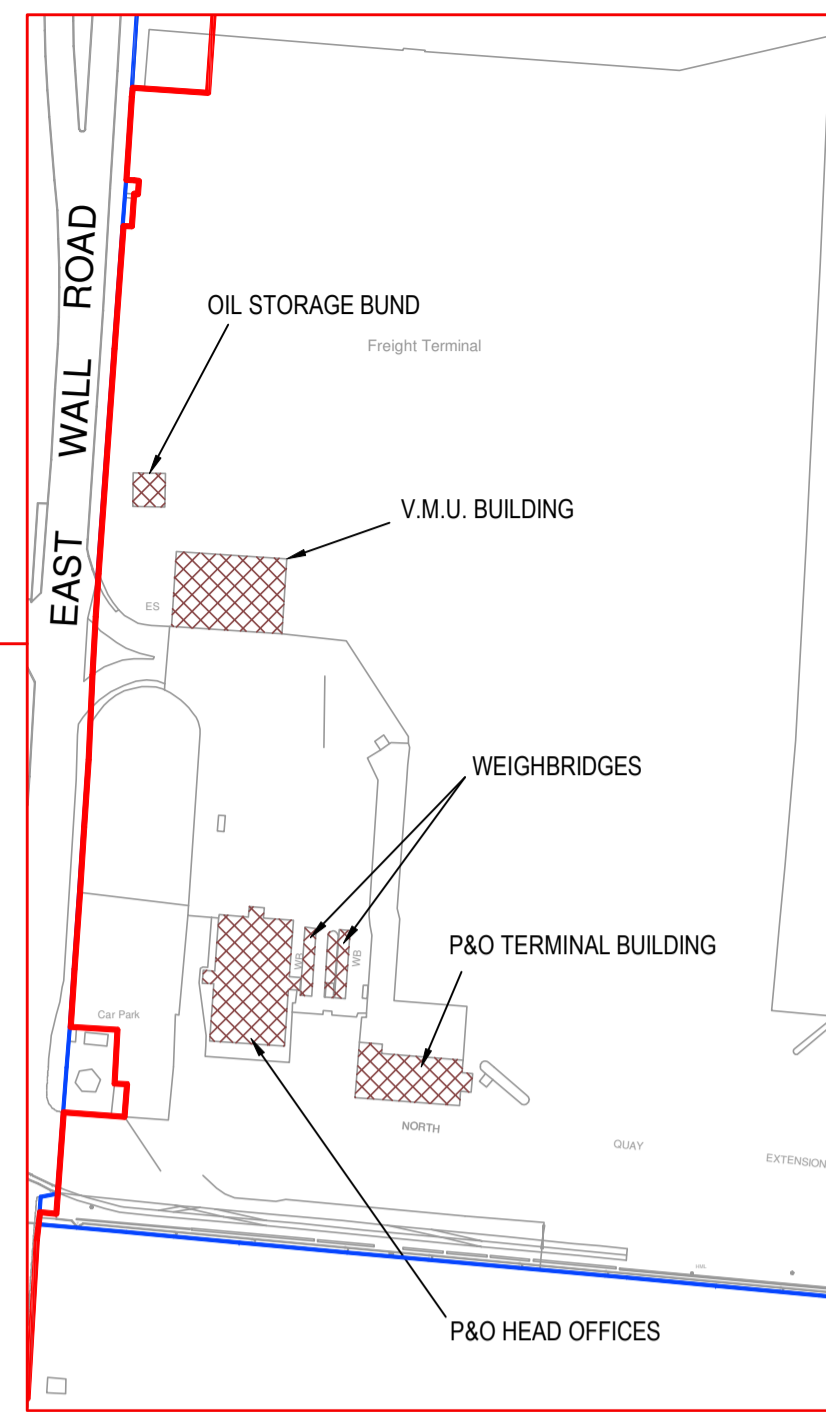 EAST WALL ROAD
OIL STORAGE BUND
Freight Terminal
V.M.U. BUILDING
ES
WEIGHBRIDGES
P&O TERMINAL BUILDING
WB
WB
Car Park
NORTH
QUAY
EXTENSION
HML
P&O HEAD OFFICES